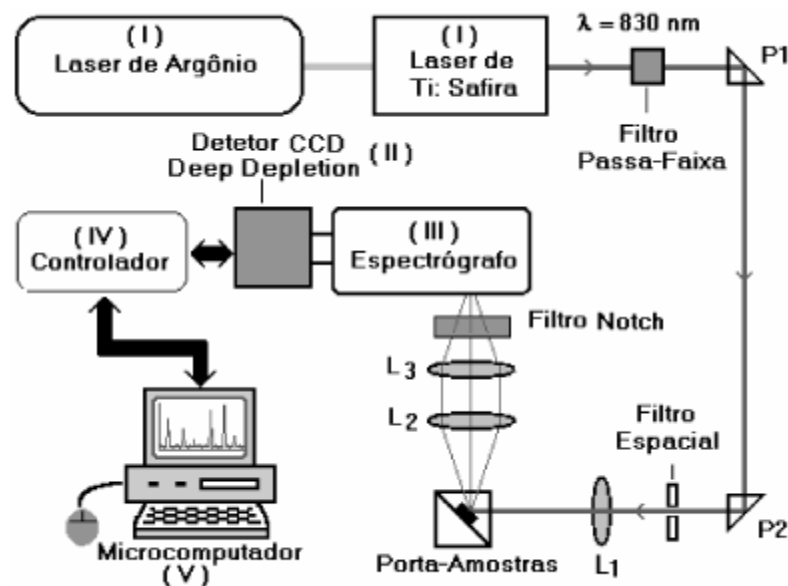 ( I )
Laser de Argônio
( I )
Laser de
Ti: Safira
λ = 830 nm
P1
Filtro
Passa-Faixa
Detetor CCD
Deep Depletion
( II )
( IV )
Controlador
( III )
Espectrógrafo
Filtro Notch
L3
L2
Filtro
Espacial
Porta-Amostras
L1
P2
Microcomputador
( V )